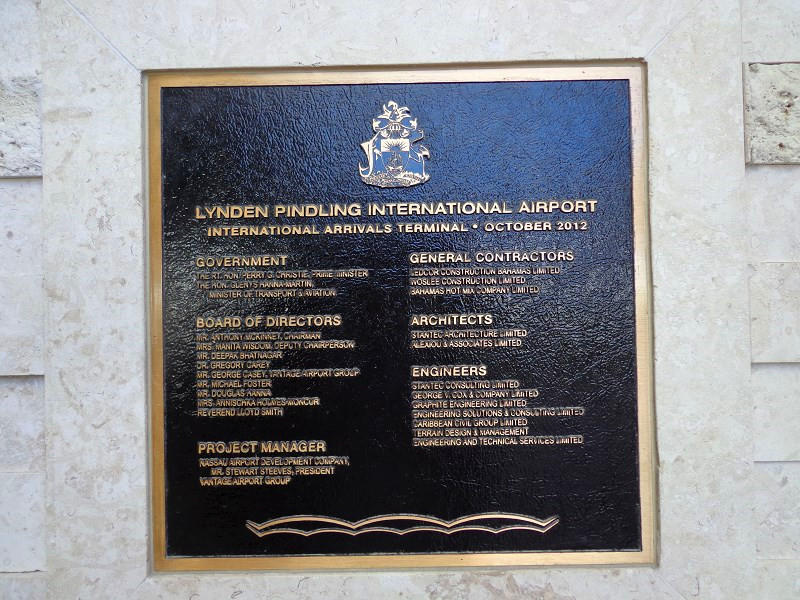 LYNDEN PINDLING INTERNATIONAL AIRPORT
INTERNATIONAL ARRIVALS TERMINAL • OCTOBER 2012
GOVERNMENT
THE RT. HON. PERRY G. CHRISTIE, PRIME MINISTER
THE HON. GLENYS HANNA-MARTIN,
MINISTER OF TRANSPORT & AVIATION
BOARD OF DIRECTORS
MR. ANTHONY MCKINNEY, CHAIRMAN
MRS. MANITA WISDOM, DEPUTY CHAIRPERSON
MR. DEEPAK BHATNAGAR
DR. GREGORY CAREY
MR. GEORGE CASEY, VANTAGE AIRPORT GROUP
MR. MICHAEL FOSTER
MR. DOUGLAS HANNA
MRS. ANNISCHKA HOLMES-MONCUR
REVEREND LLOYD SMITH
PROJECT MANAGER
NASSAU AIRPORT DEVELOPMENT COMPANY,
MR. STEWART STEEVES, PRESIDENT
VANTAGE AIRPORT GROUP
GENERAL CONTRACTORS
LEDCOR CONSTRUCTION BAHAMAS LIMITED
WOSLEE CONSTRUCTION LIMITED
BAHAMAS HOT MIX COMPANY LIMITED
ARCHITECTS
STANTEC ARCHITECTURE LIMITED
ALEXIOU & ASSOCIATES LIMITED
ENGINEERS
STANTEC CONSULTING LIMITED
GEORGE V. COX & COMPANY LIMITED
GRAPHITE ENGINEERING LIMITED
ENGINEERING SOLUTIONS & CONSULTING LIMITED
CARIBBEAN CIVIL GROUP LIMITED
TERRAIN DESIGN & MANAGEMENT
ENGINEERING AND TECHNICAL SERVICES LIMITED